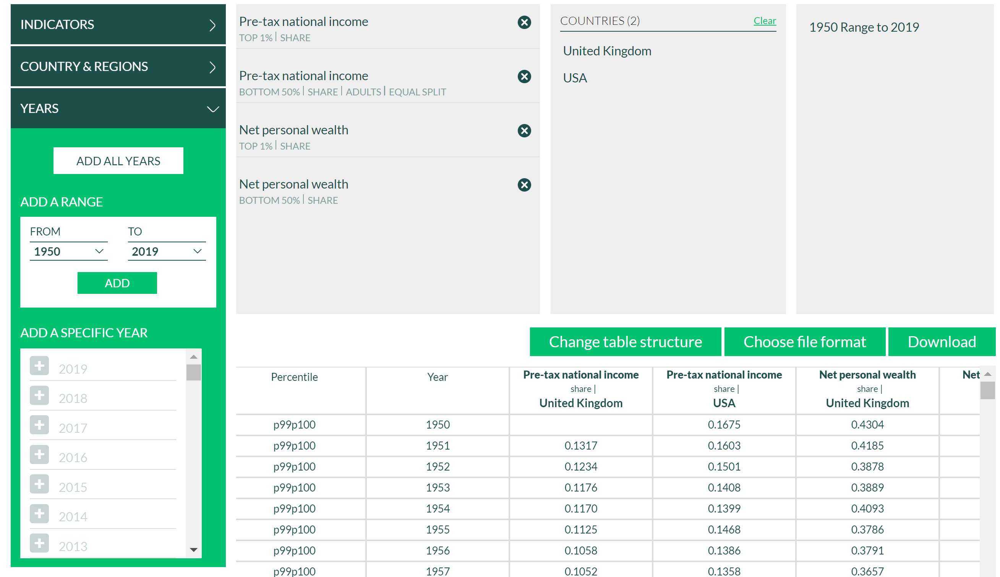 INDICATORS
COUNTRY & REGIONS
YEARS
ADD ALL YEARS
ADD A RANGE
FROM TO
1950 2019
ADD
ADD A SPECIFIC YEAR
2019
2018
2017
2016
2015
2014
2013
Pre-tax national income
TOP 1% | SHARE
Pre-tax national income
BOTTOM 50% | SHARE | ADULTS | EQUAL SPLIT
Net personal wealth
TOP 1% | SHARE
Net personal wealth
BOTTOM 50% | SHARE
COUNTRIES (2) Clear
United Kingdom
USA
1950 Range to 2019
Change table structure Choose file format Download
Percentile Year Pre-tax national income Pre-tax national income Net personal wealth Net
share | share | share |
United Kingdom USA United Kingdom
p99p100 1950 0.1675 0.4304
p99p100 1951 0.1317 0.1603 0.4185
p99p100 1952 0.1234 0.1501 0.3878
p99p100 1953 0.1176 0.1408 0.3889
p99p100 1954 0.1170 0.1399 0.4093
p99p100 1955 0.1125 0.1468 0.3786
p99p100 1956 0.1058 0.1386 0.3791
p99p100 1957 0.1052 0.1358 0.3657